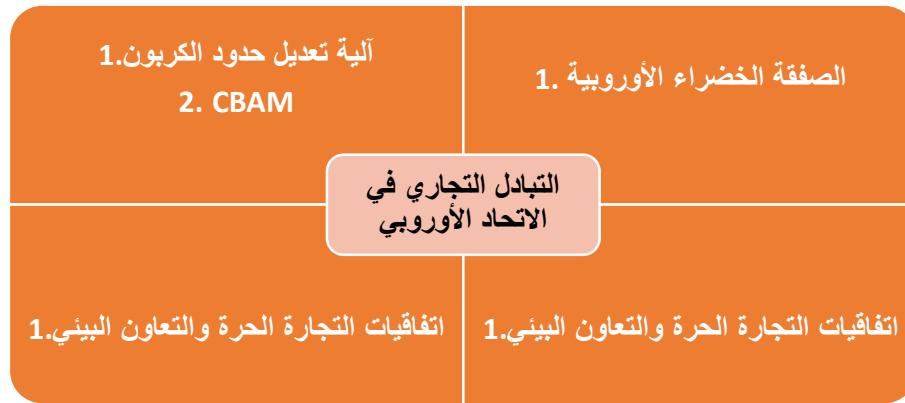 الصفقة الخضراء الأوروبية .1
آلية تعديل حدود الكربون.1
2. CBAM
التبادل التجاري في
الاتحاد الأوروبي
اتفاقيات التجارة الحرة والتعاون البيئي.1
اتفاقيات التجارة الحرة والتعاون البيئي.1